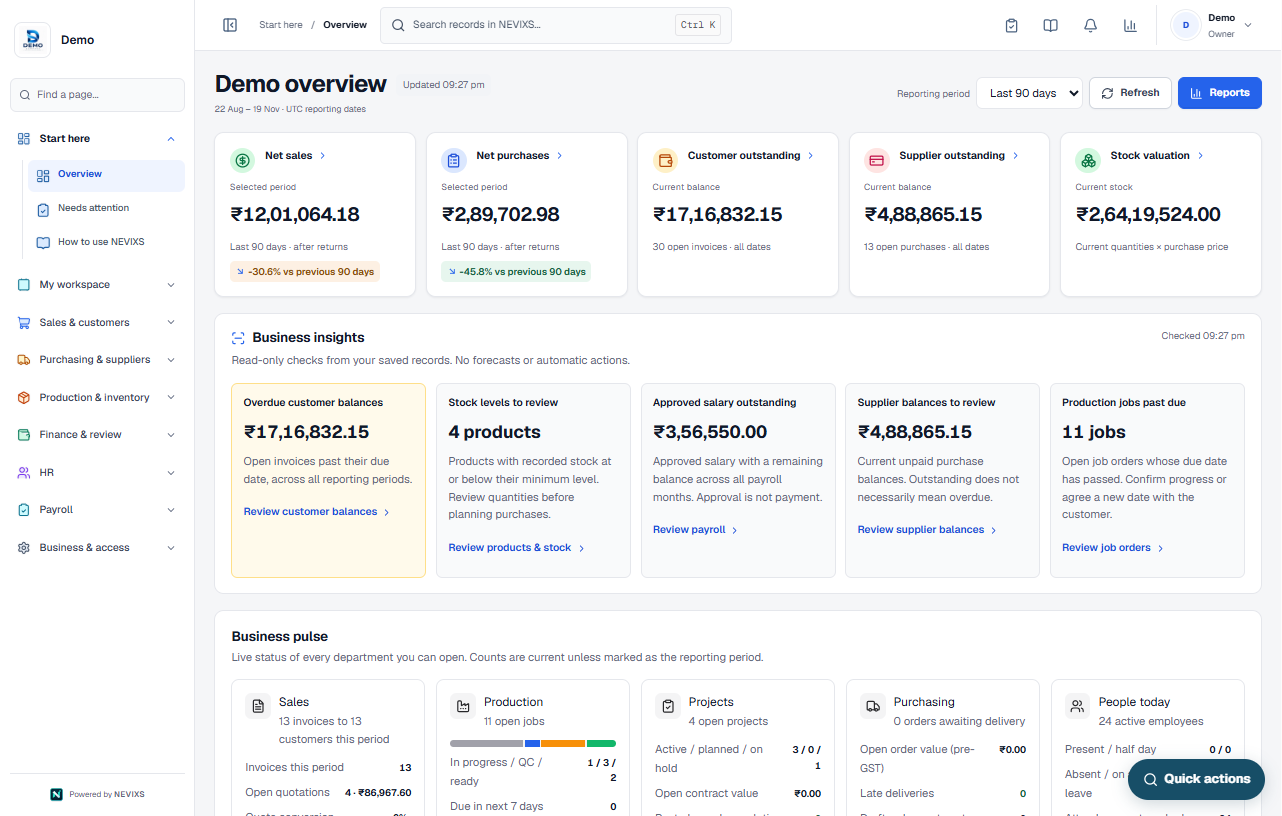 DEMO
Demo
Find a page...
Start here
Overview
Needs attention
How to use NEVIXS
My workspace
Sales & customers
Purchasing & suppliers
Production & inventory
Finance & review
HR
Payroll
Business & access
N Powered by NEVIXS
Start here / Overview
Search records in NEVIXS...
Ctrl K
D
Demo
Owner
Demo overview
Updated 09:27 pm
22 Aug – 19 Nov · UTC reporting dates
Reporting period
Last 90 days
Refresh
Reports
Net sales
Selected period
₹12,01,064.18
Last 90 days · after returns
-30.6% vs previous 90 days
Net purchases
Selected period
₹2,89,702.98
Last 90 days · after returns
-45.8% vs previous 90 days
Customer outstanding
Current balance
₹17,16,832.15
30 open invoices · all dates
Supplier outstanding
Current balance
₹4,88,865.15
13 open purchases · all dates
Stock valuation
Current stock
₹2,64,19,524.00
Current quantities × purchase price
Business insights
Checked 09:27 pm
Read-only checks from your saved records. No forecasts or automatic actions.
Overdue customer balances
₹17,16,832.15
Open invoices past their due
date, across all reporting periods.
Review customer balances
Stock levels to review
4 products
Products with recorded stock at
or below their minimum level.
Review quantities before
planning purchases.
Review products & stock
Approved salary outstanding
₹3,56,550.00
Approved salary with a remaining
balance across all payroll
months. Approval is not payment.
Review payroll
Supplier balances to review
₹4,88,865.15
Current unpaid purchase
balances. Outstanding does not
necessarily mean overdue.
Review supplier balances
Production jobs past due
11 jobs
Open job orders whose due date
has passed. Confirm progress or
agree a new date with the
customer.
Review job orders
Business pulse
Live status of every department you can open. Counts are current unless marked as the reporting period.
Sales
13 invoices to 13
customers this period
Invoices this period 13
Open quotations 4 · ₹86,967.60
Production
11 open jobs
In progress / QC / 1 / 3 /
ready 2
Due in next 7 days 0
Projects
4 open projects
Active / planned / on 3 / 0 /
hold 1
Open contract value ₹0.00
Purchasing
0 orders awaiting delivery
Open order value (pre- ₹0.00
GST)
Late deliveries 0
People today
24 active employees
Present / half day 0 / 0
Absent / on
leave
Quick actions